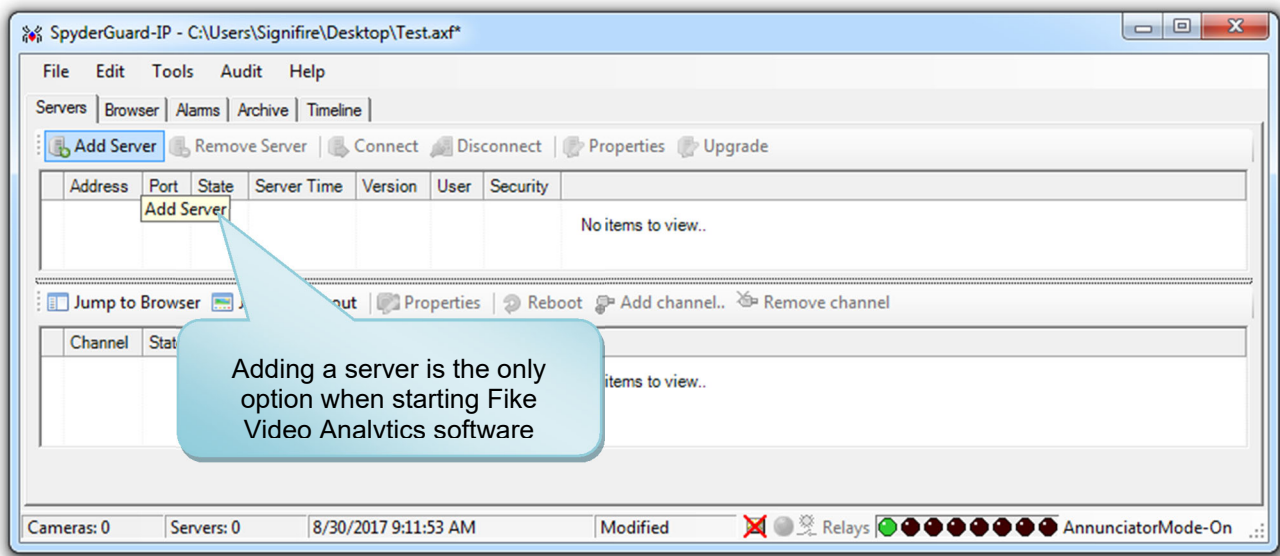 SpyderGuard-IP - C:\Users\Signifire\Desktop\Test.axf*
File Edit Tools Audit Help
Servers Browser Alarms Archive Timeline
Add Server Remove Server Connect Disconnect Properties Upgrade
Address Port State Server Time Version User Security
Add Server
No items to view..
Jump to Browser Properties Reboot Add channel.. Remove channel
Channel
items to view..
Adding a server is the only
option when starting Fike
Video Analytics software
Cameras: 0 Servers: 0 8/30/2017 9:11:53 AM Modified Relays AnnunciatorMode-On